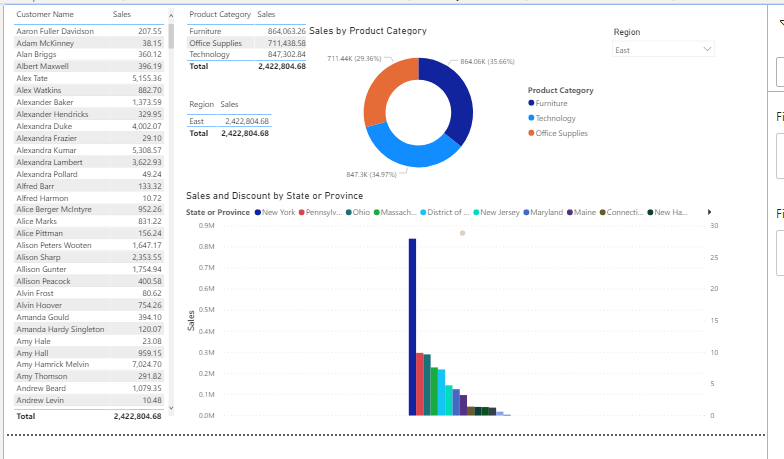 Customer Name Sales
Aaron Fuller Davidson 207.55
Adam McKinney 38.15
Alan Briggs 360.12
Albert Maxwell 396.19
Alex Tate 5,155.36
Alex Watkins 882.70
Alexander Baker 1,373.59
Alexander Hendricks 329.95
Alexandra Duke 4,002.07
Alexandra Frazier 29.10
Alexandra Kumar 5,308.57
Alexandra Lambert 3,622.93
Alexandra Pollard 49.24
Alfred Barr 133.32
Alfred Harmon 10.72
Alice Berger McIntyre 952.26
Alice Marks 831.22
Alice Pittman 156.24
Alison Peters Wooten 1,647.17
Alison Sharp 2,353.55
Allison Gunter 1,754.94
Allison Peacock 400.58
Alvin Frost 80.62
Alvin Hoover 754.26
Amanda Gould 394.10
Amanda Hardy Singleton 120.07
Amy Hale 23.08
Amy Hall 959.15
Amy Hamrick Melvin 7,024.70
Amy Thomson 291.82
Andrew Beard 1,079.35
Andrew Levin 10.48
Total 2,422,804.68
Product Category Sales
Furniture 864,063.26
Office Supplies 711,438.58
Technology 847,302.84
Total 2,422,804.68
Region Sales
East 2,422,804.68
Total 2,422,804.68
Sales by Product Category
711.44K (29.36%)
864.06K (35.66%)
847.3K (34.97%)
Product Category
Furniture
Technology
Office Supplies
Region
East
Sales and Discount by State or Province
State or Province New York Pennsylv... Ohio Massach... District of ... New Jersey Maryland Maine Connecti... New Ha...
Sales
0.9M
0.8M
0.7M
0.6M
0.5M
0.4M
0.3M
0.2M
0.1M
0.0M
30
25
20
15
10
5
0
Fi
Fi